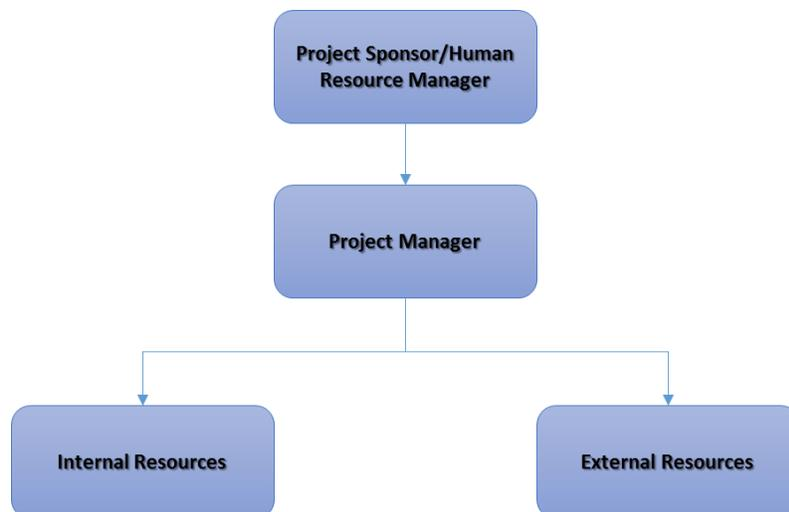 Project Sponsor/Human
Resource Manager
Project Manager
Internal Resources
External Resources